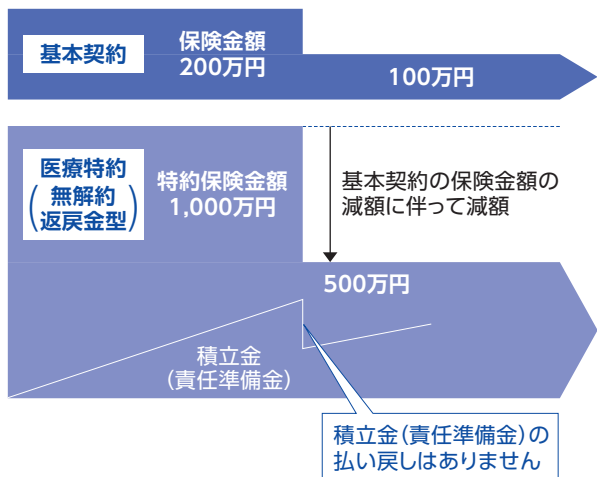 基本契約
保険金額
200万円
100万円
医療特約
(無解約
返戻金型)
特約保険金額
1,000万円
基本契約の保険金額の
減額に伴って減額
500万円
積立金
(責任準備金)
積立金(責任準備金)の
払い戻しはありません